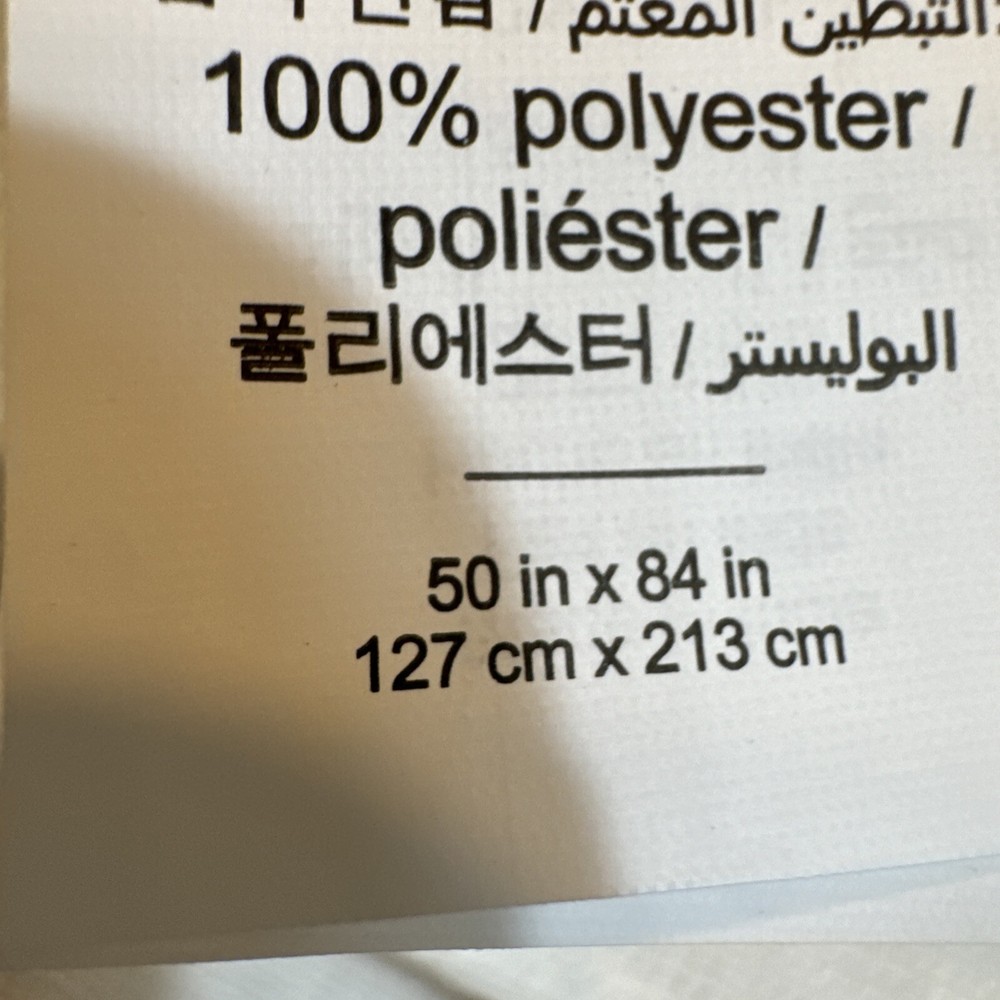 / التبطين المعتم
100% polyester /
poliéster /
폴리에스터 / البوليستر
50 in x 84 in
127 cm x 213 cm